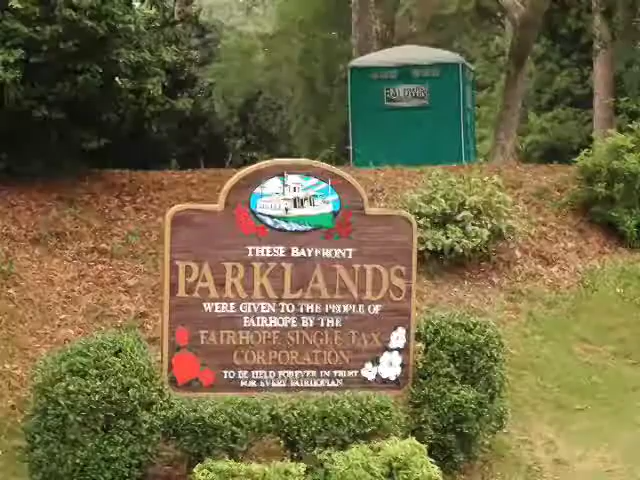 BALDWIN
THESE BAYFRONT
PARKLANDS
WERE GIVEN TO THE PEOPLE OF
FAIRHOPE BY THE
FAIRHOPE SINGLE TAX
CORPORATION
TO BE HELD FOREVER IN TRUST
FOR EVERY FAIRHOPIAN